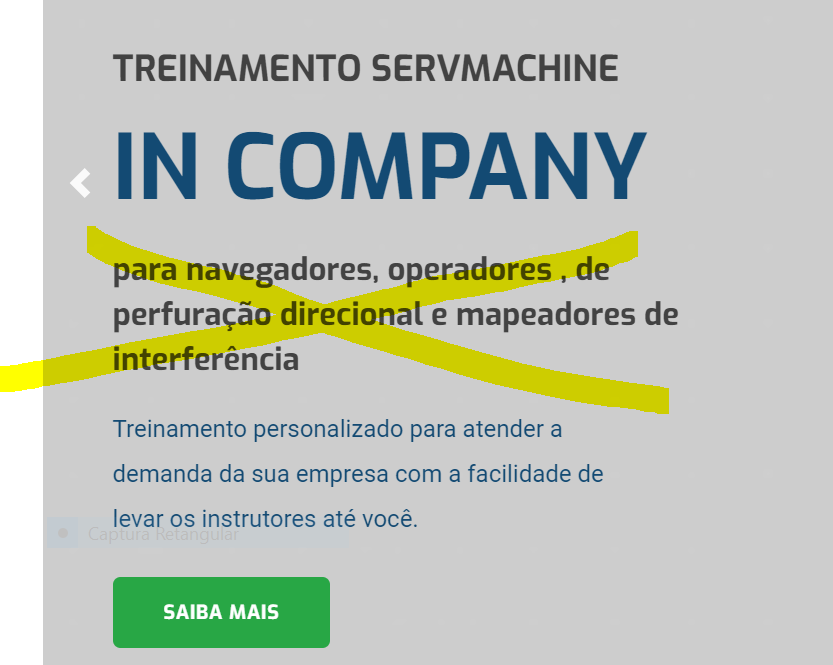 TREINAMENTO SERVMACHINE
IN COMPANY
para navegadores, operadores , de
perfuração direcional e mapeadores de
interferência
Treinamento personalizado para atender a
demanda da sua empresa com a facilidade de
levar os instrutores até você.
Captura Retangular
SAIBA MAIS